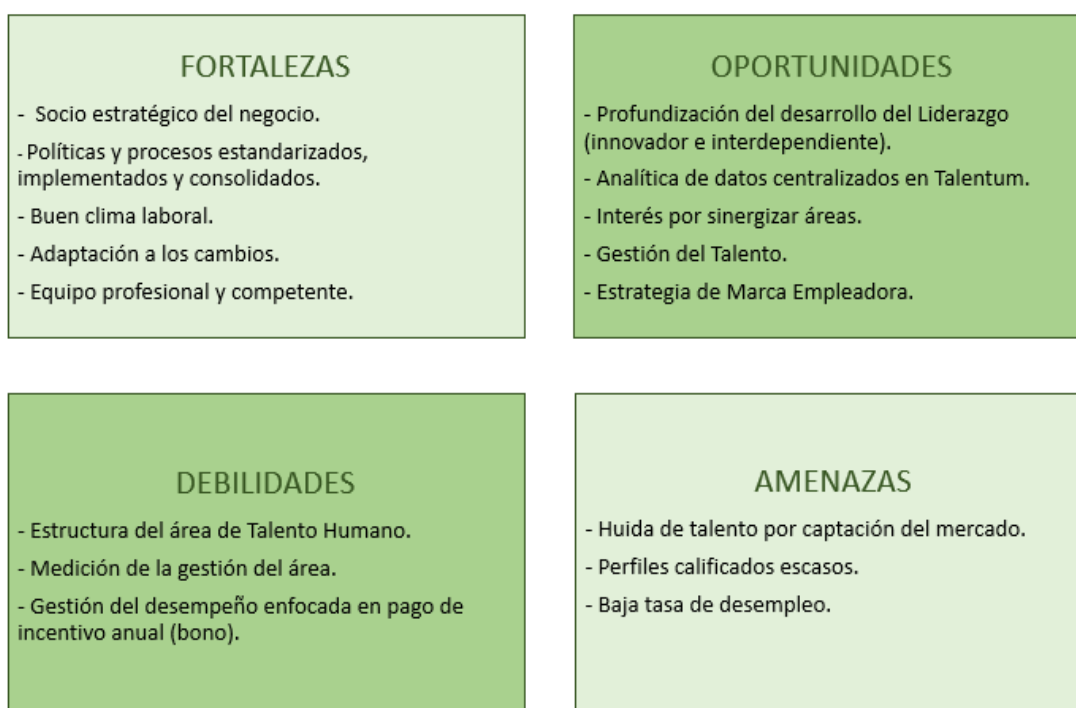 FORTALEZAS
- Socio estratégico del negocio.
- Políticas y procesos estandarizados,
implementados y consolidados.
- Buen clima laboral.
- Adaptación a los cambios.
- Equipo profesional y competente.
OPORTUNIDADES
- Profundización del desarrollo del Liderazgo
(innovador e interdependiente).
- Analítica de datos centralizados en Talentum.
- Interés por sinergizar áreas.
- Gestión del Talento.
- Estrategia de Marca Empleadora.
DEBILIDADES
- Estructura del área de Talento Humano.
- Medición de la gestión del área.
- Gestión del desempeño enfocada en pago de
incentivo anual (bono).
AMENAZAS
- Huida de talento por captación del mercado.
- Perfiles calificados escasos.
- Baja tasa de desempleo.